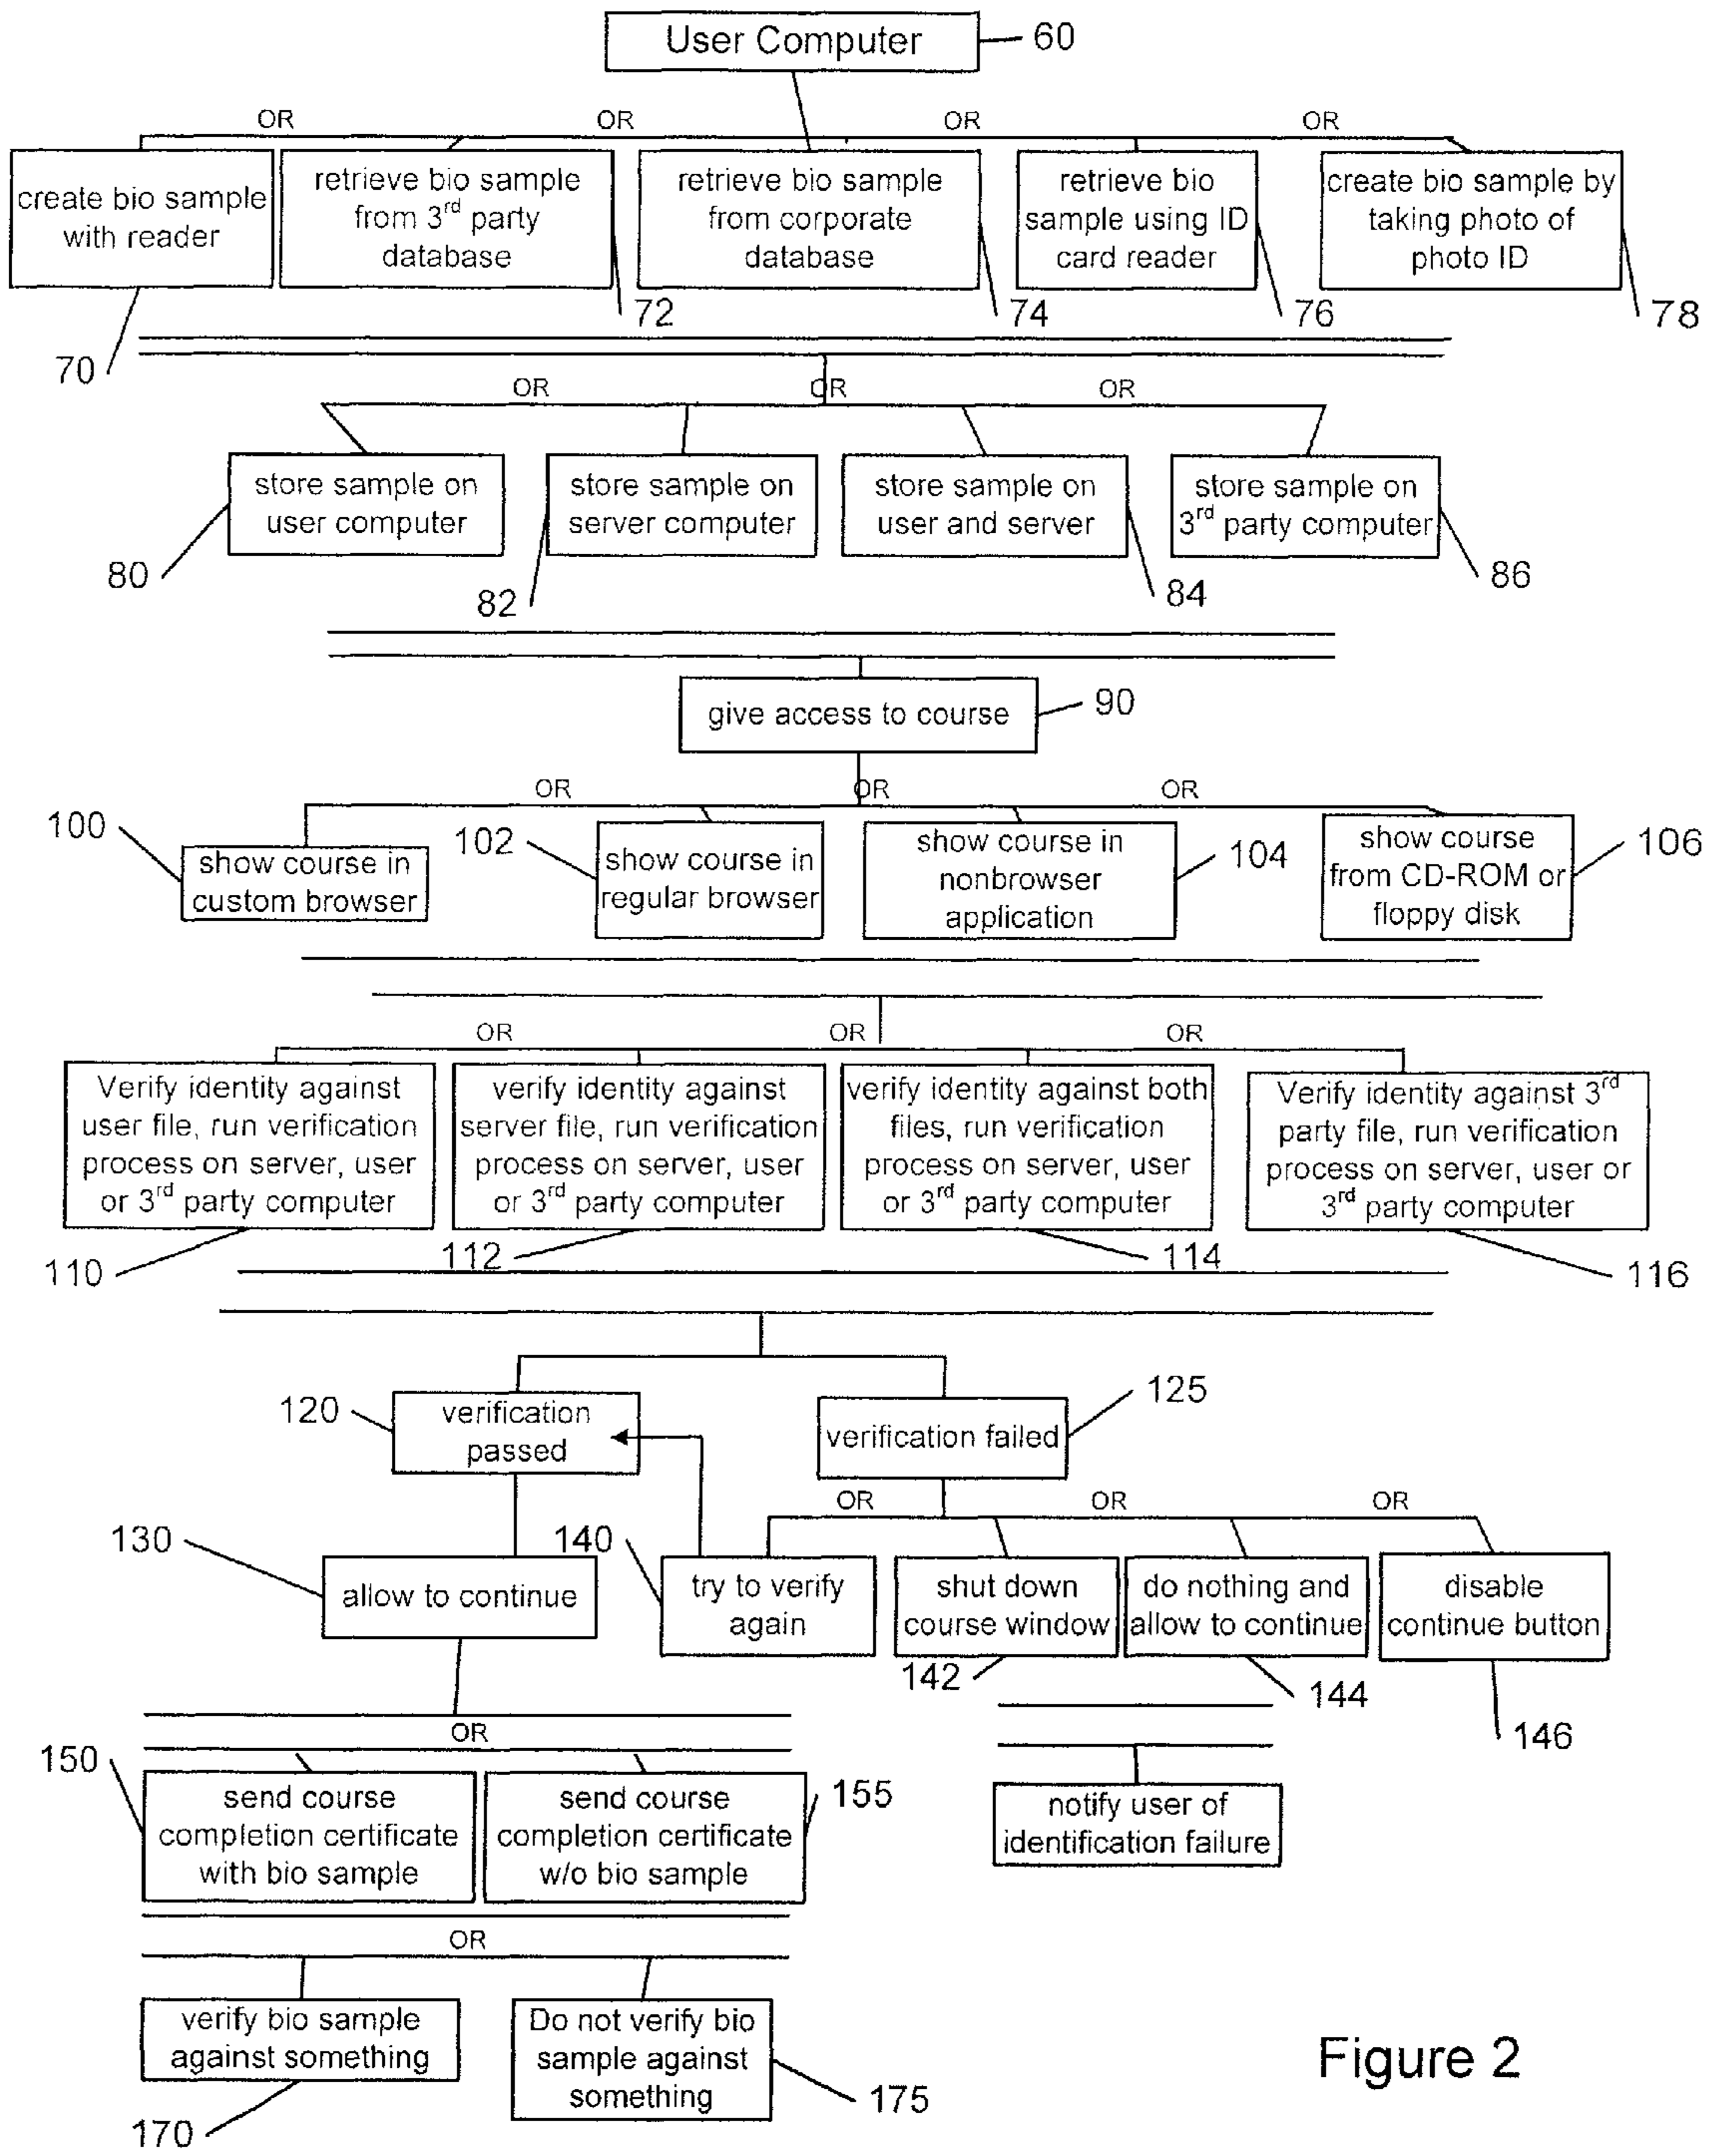 User Computer
60
OR
OR
OR
OR
create bio sample
with reader
retrieve bio sample
from 3rd party
database
retrieve bio sample
from corporate
database
retrieve bio
sample using ID
card reader
create bio sample by
taking photo of
photo ID
70
72
74
76
78
OR
OR
OR
store sample on
user computer
store sample on
server computer
store sample on
user and server
store sample on
3rd party computer
80
82
84
86
give access to course
90
OR
OR
OR
100
show course in
custom browser
102
show course in
regular browser
show course in
nonbrowser
application
104
show course
from CD-ROM or
floppy disk
106
OR
OR
OR
Verify identity against
user file, run verification
process on server, user
or 3rd party computer
verify identity against
server file, run verification
process on server, user
or 3rd party computer
verify identity against both
files, run verification
process on server, user
or 3rd party computer
Verify identity against 3rd
party file, run verification
process on server, user or
3rd party computer
110
112
114
116
120
verification
passed
verification failed
125
OR
OR
OR
130
allow to continue
140
try to verify
again
shut down
course window
do nothing and
allow to continue
disable
continue button
142
144
146
OR
150
send course
completion certificate
with bio sample
send course
completion certificate
w/o bio sample
155
notify user of
identification failure
OR
verify bio sample
against something
Do not verify bio
sample against
something
170
175
Figure 2